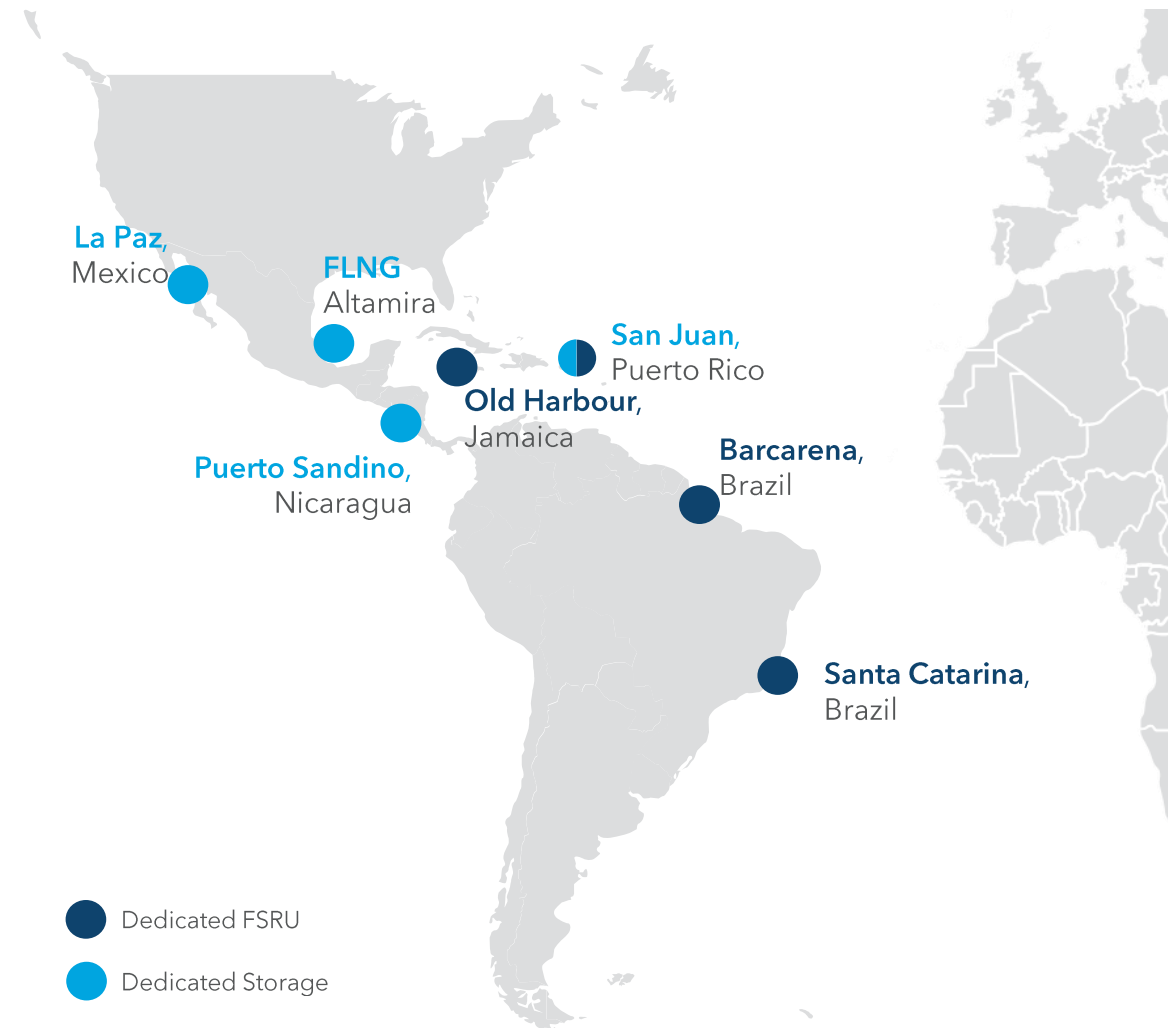 La Paz,
Mexico
FLNG
Altamira
San Juan,
Puerto Rico
Old Harbour,
Jamaica
Barcarena,
Brazil
Puerto Sandino,
Nicaragua
Santa Catarina,
Brazil
Dedicated FSRU
Dedicated Storage